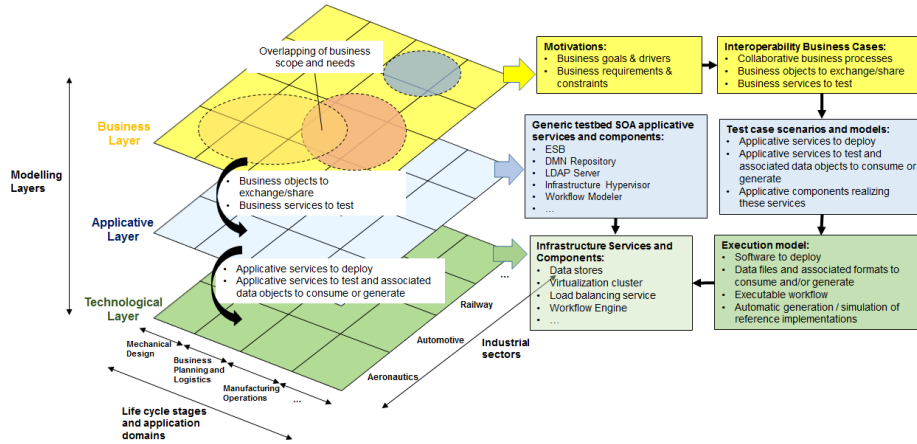 Overlapping of business
scope and needs
Modelling
Layers
Business
Layer
Applicative
Layer
Technological
Layer
• Business objects to
exchange/share
• Business services to test
• Applicative services to deploy
• Applicative services to test and associated
data objects to consume or generate
Mechanical
Design
Business
Planning and
Logistics
Manufacturing
Operations
...
Life cycle stages and
application
domains
Aeronautics
Automotive
Railway
...
Industrial
sectors
Motivations:
• Business goals & drivers
• Business requirements &
constraints
Interoperability Business Cases:
• Collaborative business processes
• Business objects to exchange/share
• Business services to test
Generic testbed SOA applicative
services and components:
• ESB
• DMN Repository
• LDAP Server
• Infrastructure Hypervisor
• Workflow Modeler
• ...
Test case scenarios and models:
• Applicative services to deploy
• Applicative services to test and
associated data objects to consume or
generate
• Applicative components realizing
these services
Infrastructure Services and
Components:
• Data stores
• Virtualization cluster
• Load balancing service
• Workflow Engine
• ...
Execution model:
• Software to deploy
• Data files and associated formats to
consume and/or generate
• Executable workflow
• Automatic generation / simulation of
reference implementations